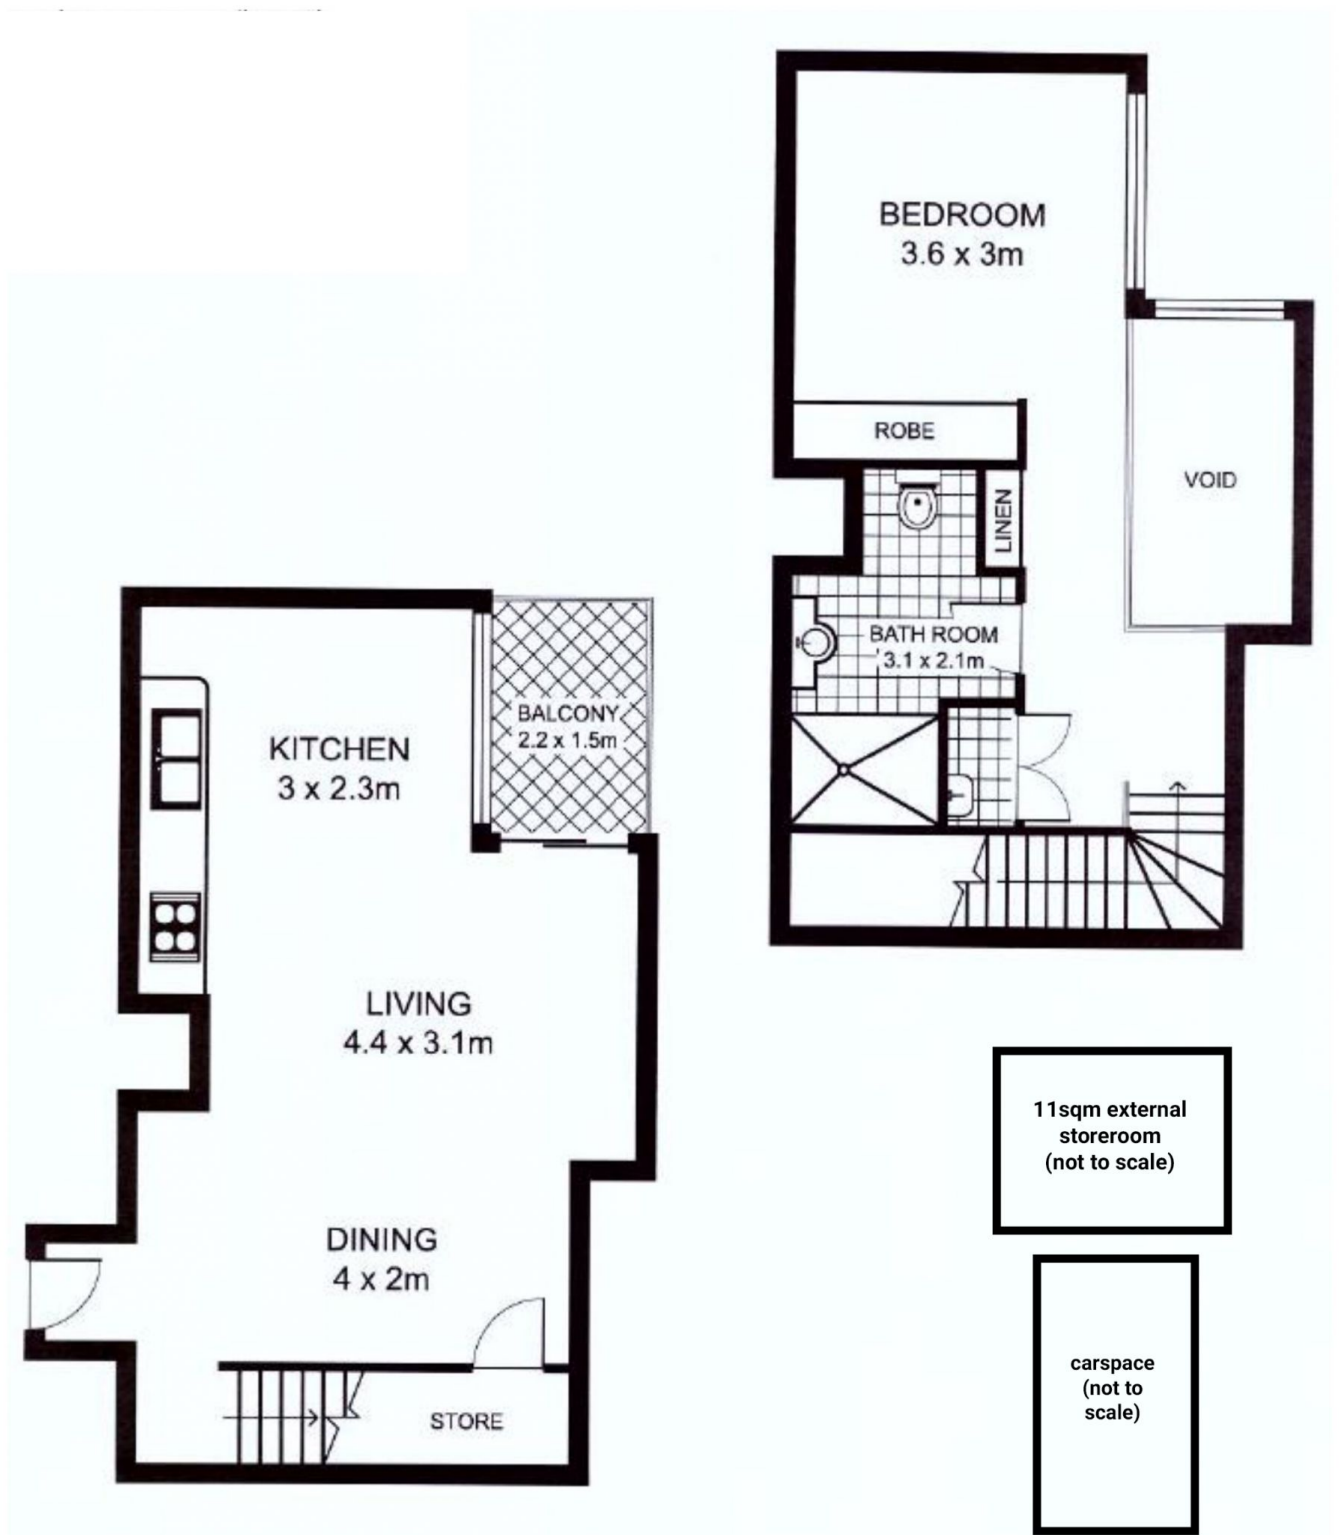 BEDROOM
3.6 x 3m
ROBE
LINEN
VOID
BATH ROOM
3.1 x 2.1m
BALCONY
2.2 x 1.5m
KITCHEN
3 x 2.3m
LIVING
4.4 x 3.1m
DINING
4 x 2m
STORE
11sqm external
storeroom
(not to scale)
carspace
(not to
scale)